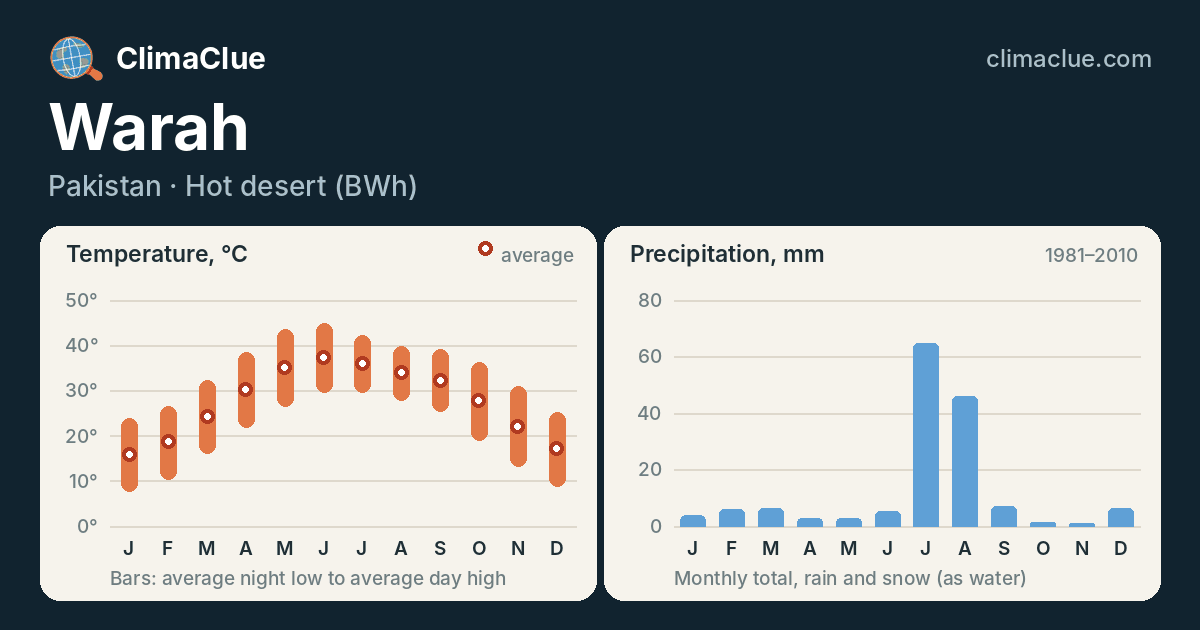 ClimaClue
climaclue.com
Warah
Pakistan · Hot desert (BWh)
Temperature, °C
average
50°
40°
30°
20°
10°
0°
J F M A M J J A S O N D
Bars: average night low to average day high
Precipitation, mm
1981–2010
80
60
40
20
0
J F M A M J J A S O N D
Monthly total, rain and snow (as water)